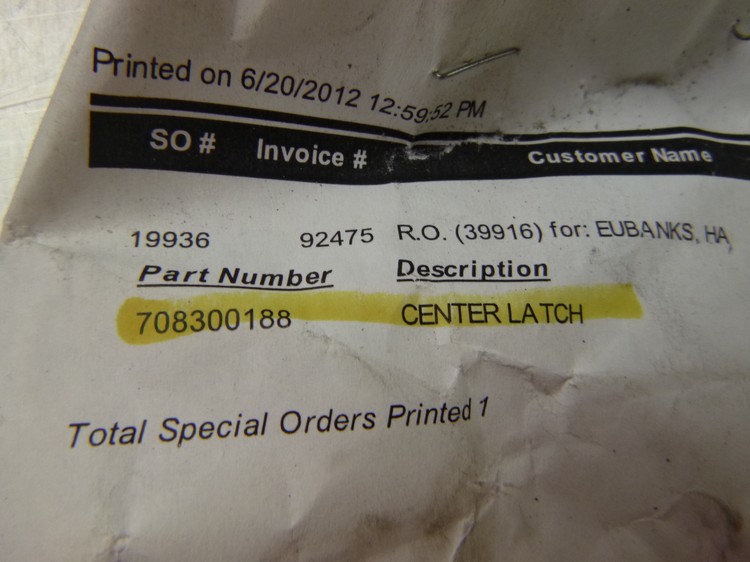 Printed on 6/20/2012 12:59:52 PM
SO # Invoice # Customer Name
19936 92475 R.O. (39916) for: EUBANKS, HA
Part Number Description
708300188 CENTER LATCH
Total Special Orders Printed 1